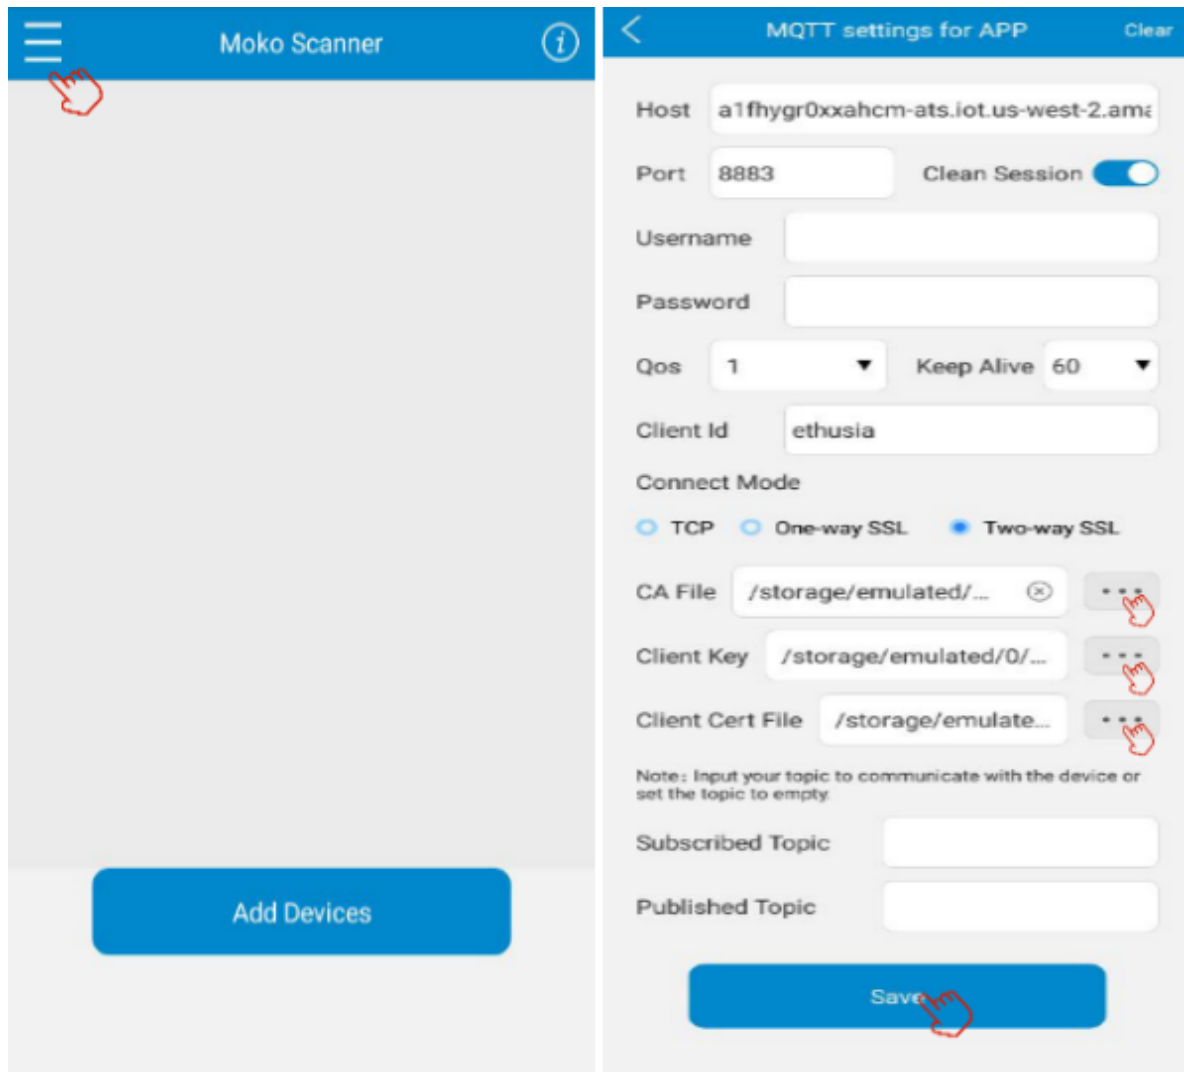 Moko Scanner
Add Devices
MQTT settings for APP
Clear
Host a1fhygr0xxahcm-ats.iot.us-west-2.ama
Port 8883 Clean Session
Username
Password
Qos 1 Keep Alive 60
Client Id ethusia
Connect Mode
TCP One-way SSL Two-way SSL
CA File /storage/emulated/...
Client Key /storage/emulated/0/...
Client Cert File /storage/emulate...
Note: Input your topic to communicate with the device or
set the topic to empty.
Subscribed Topic
Published Topic
Save